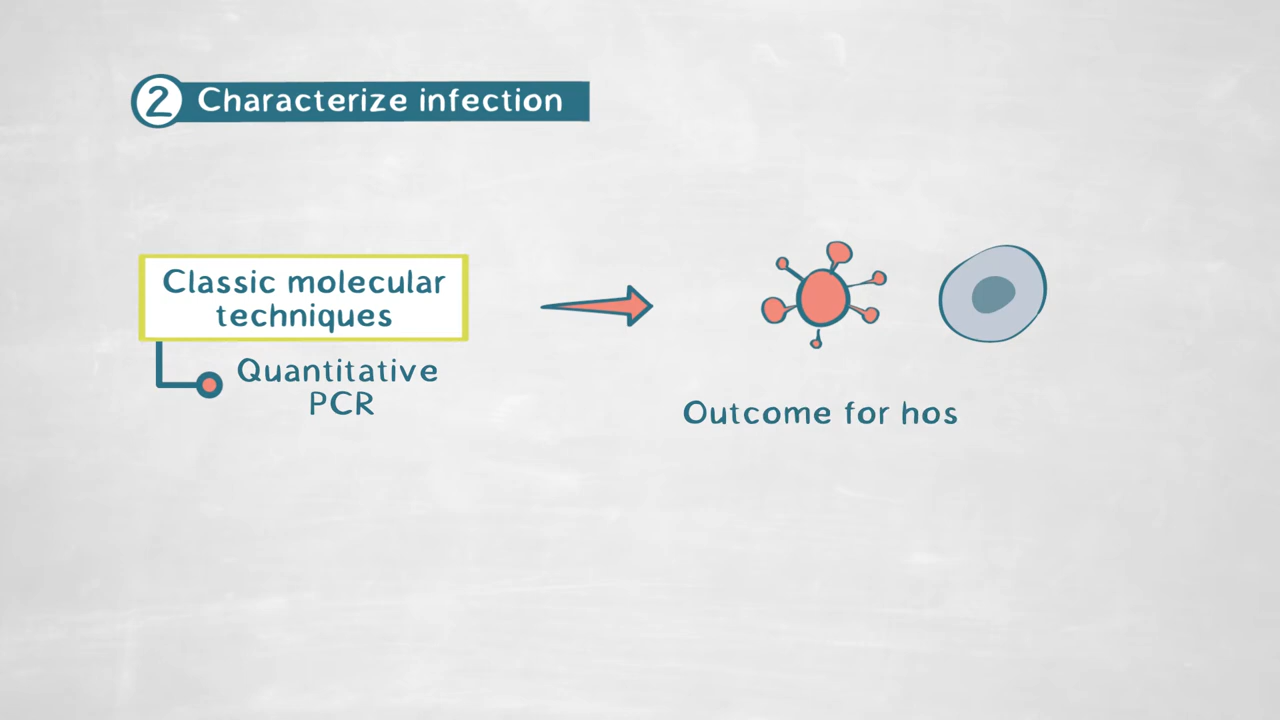 2 Characterize infection
Classic molecular
techniques
Quantitative
PCR
Outcome for hos